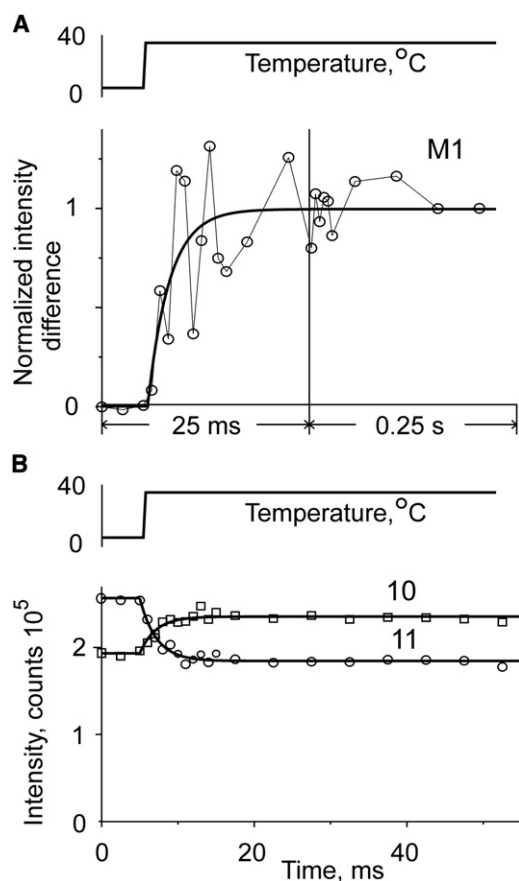 A
40
Temperature, °C
0
M1
1
Normalized intensity
difference
0
25 ms
0.25 s
B
40
Temperature, °C
0
10
2
11
Intensity, counts 10⁵
1
0
0
20
40
Time, ms